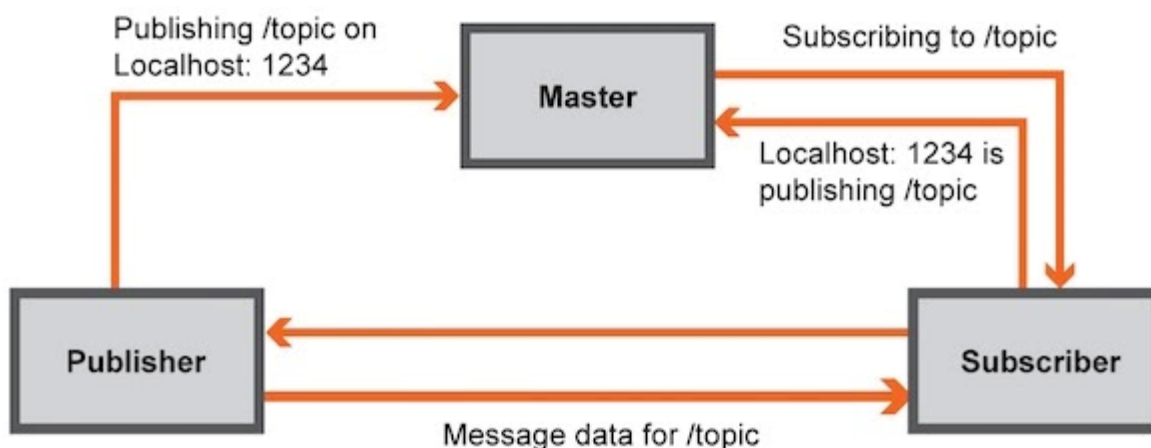 Publishing /topic on
Localhost: 1234
Master
Subscribing to /topic
Localhost: 1234 is
publishing /topic
Publisher
Subscriber
Message data for /topic